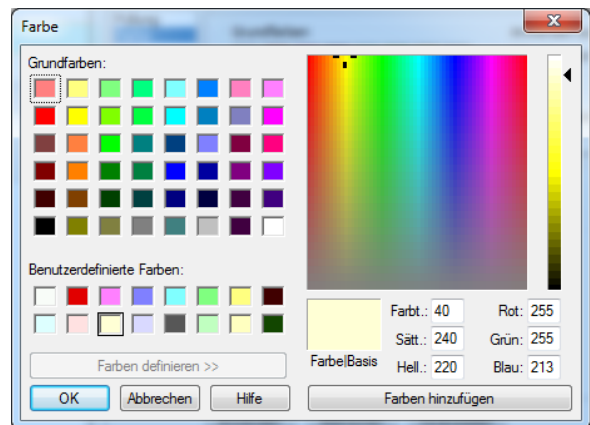 Farbe
Grundfarben:
Benutzerdefinierte Farben:
Farben definieren >>
OK
Abbrechen
Hilfe
Farbe|Basis
Farbt.: 40
Sätt.: 240
Hell.: 220
Rot: 255
Grün: 255
Blau: 213
Farben hinzufügen